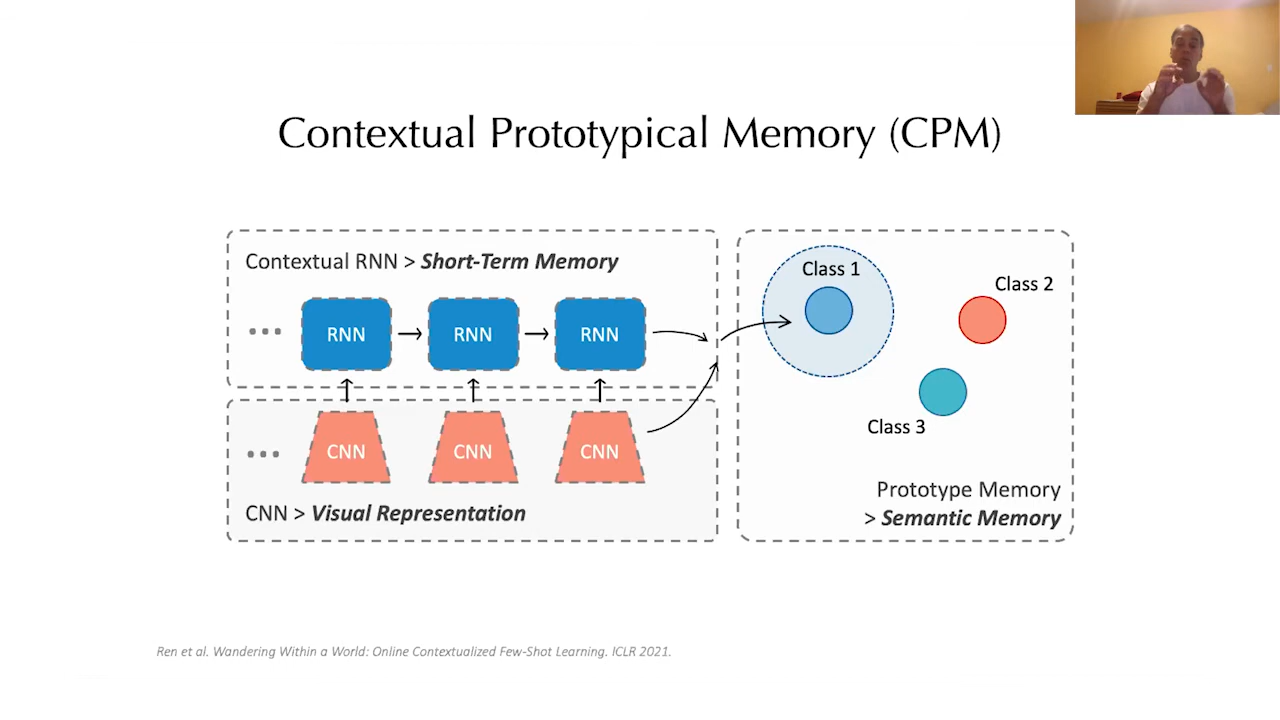 Contextual Prototypical Memory (CPM)
Contextual RNN > Short-Term Memory
... RNN → RNN → RNN
... CNN CNN CNN
CNN > Visual Representation
Class 1
Class 2
Class 3
Prototype Memory
> Semantic Memory
Ren et al. Wandering Within a World: Online Contextualized Few-Shot Learning. ICLR 2021.